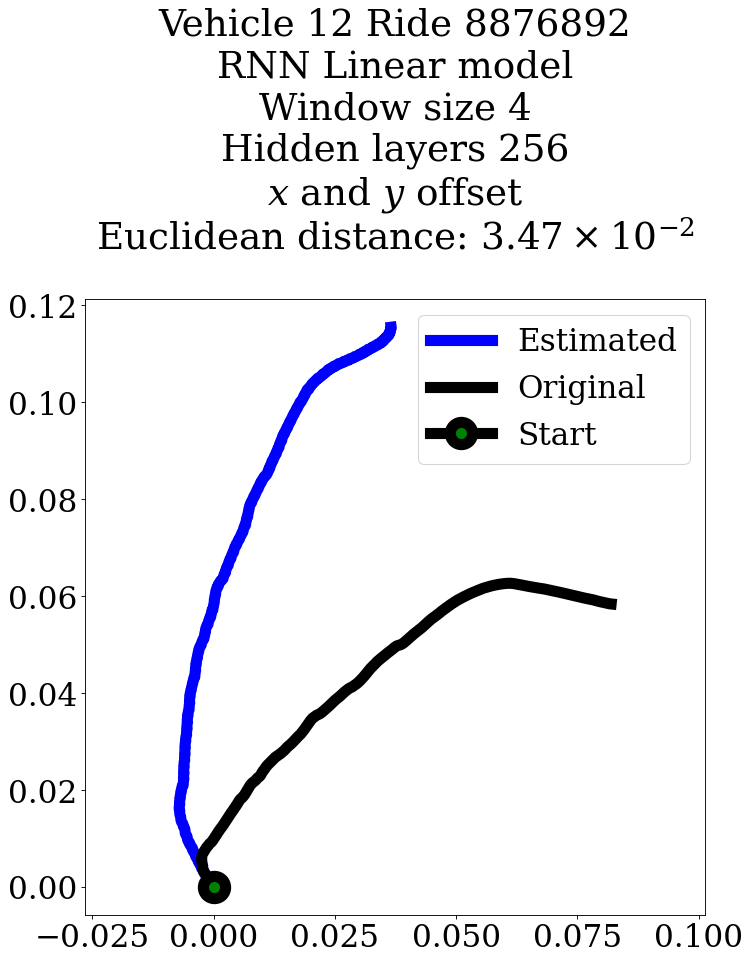 Vehicle 12 Ride 8876892
RNN Linear model
Window size 4
Hidden layers 256
x and y offset
Euclidean distance: 3.47 × 10⁻²
Estimated
Original
Start
0.12
0.10
0.08
0.06
0.04
0.02
0.00
−0.025 0.000 0.025 0.050 0.075 0.100